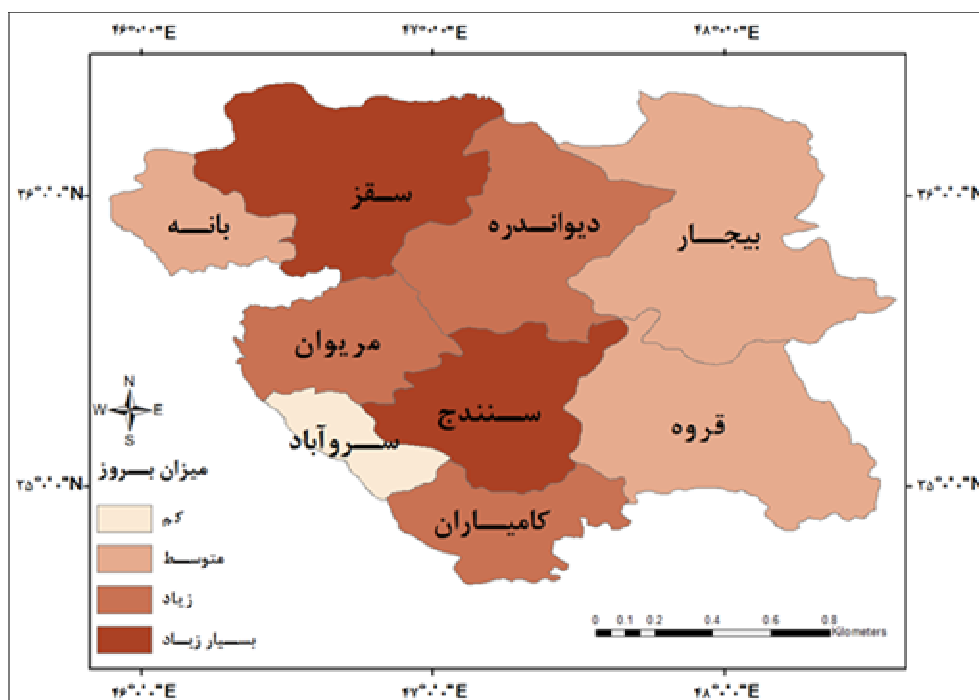 ۴۶°۰'۰"E
۴۷°۰'۰"E
۴۸°۰'۰"E
۳۶°۰'۰"N
۳۶°۰'۰"N
سقز
دیواندره
بیجار
بانه
مریوان
سنندج
قروه
سروآباد
کامیاران
N
W
E
S
میزان بروز
کم
متوسط
زیاد
بسیار زیاد
۳۵°۰'۰"N
۳۵°۰'۰"N
0 0.1 0.2 0.4 0.6 0.8
Kilometers
۴۶°۰'۰"E
۴۷°۰'۰"E
۴۸°۰'۰"E